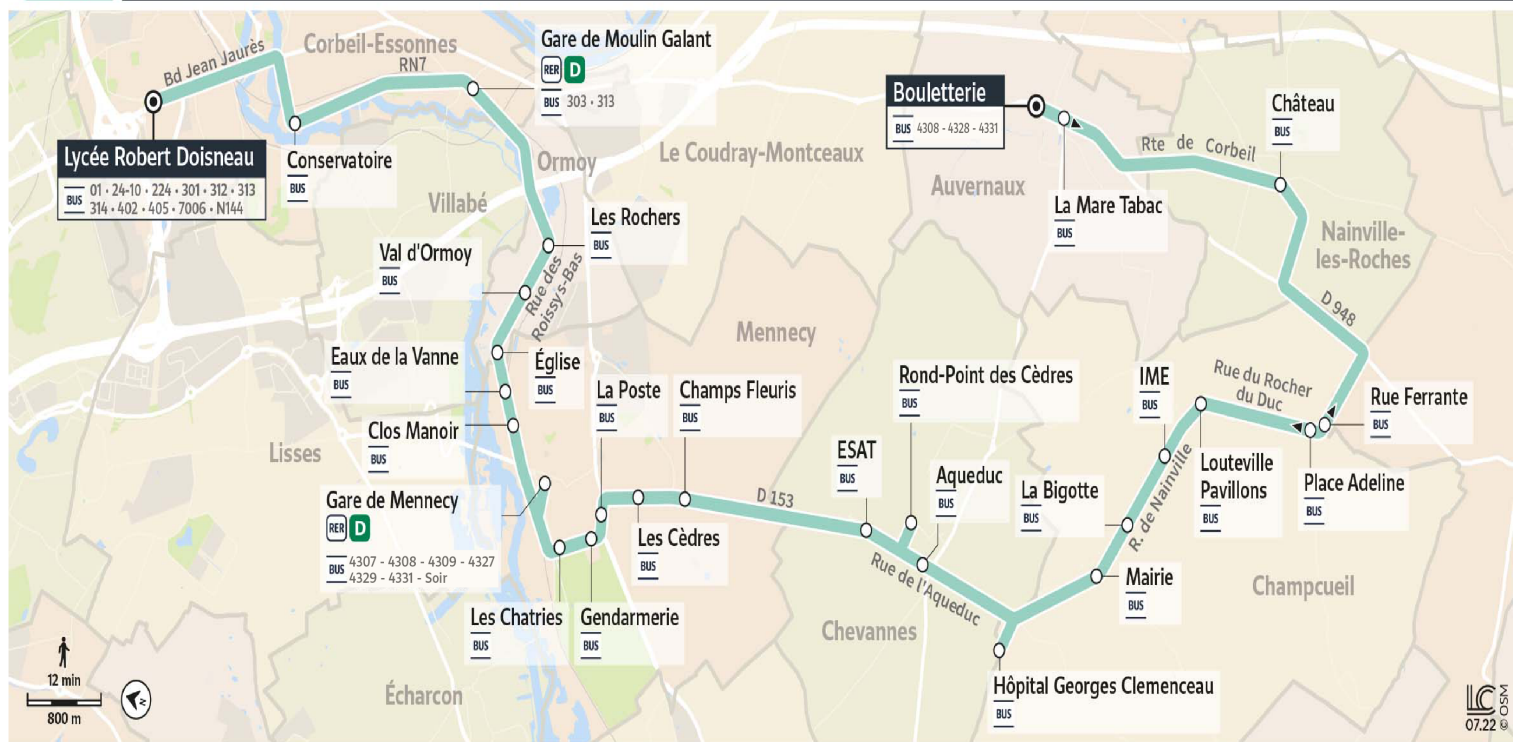 Bd Jean Jaurès
Corbeil-Essonnes
RN7
Gare de Moulin Galant
RER D
BUS 303 • 313
Lycée Robert Doisneau
BUS 01 • 24-10 • 224 • 301 • 312 • 313
314 • 402 • 405 • 7006 • N144
Conservatoire
BUS
Ormoy
Villabé
Le Coudray-Montceaux
Bouletterie
BUS 4308 - 4328 - 4331
Auvernaux
La Mare Tabac
BUS
Rte de Corbeil
Château
BUS
Nainville-
les-Roches
D 948
Les Rochers
BUS
Val d'Ormoy
BUS
Rue des
Roissys-Bas
Mennecy
Eaux de la Vanne
BUS
Église
BUS
Clos Manoir
BUS
Lisses
La Poste
BUS
Champs Fleuris
BUS
Rond-Point des Cèdres
BUS
IME
BUS
Rue du Rocher
du Duc
Rue Ferrante
BUS
Gare de Mennecy
RER D
BUS 4307 - 4308 - 4309 - 4327
4329 - 4331 - Soir
Les Cèdres
BUS
D 153
ESAT
BUS
Aqueduc
BUS
La Bigotte
BUS
R. de Nainville
Louteville
Pavillons
BUS
Place Adeline
BUS
Les Chatries
BUS
Gendarmerie
BUS
Rue de l'Aqueduc
Mairie
BUS
Champcueil
Chevannes
Écharcon
Hôpital Georges Clemenceau
BUS
12 min
800 m
N
LC
07.22 © OSM